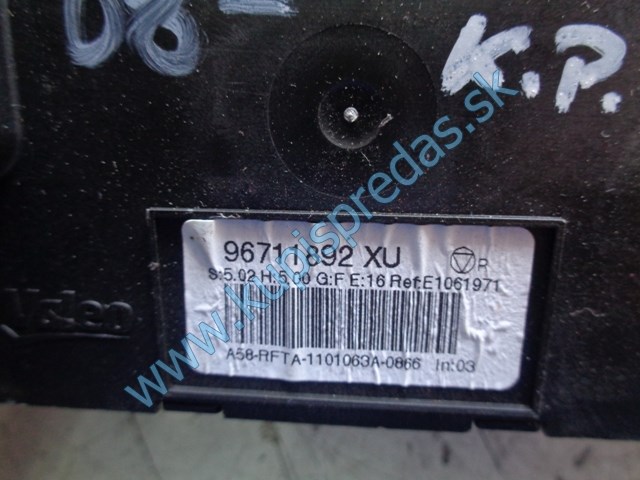 08-
K.P.
96711892 XU
R
S:5.02 H:5.00 G:F E:16 Ref:E1061971
A58-RFTA-1101063A-0866 In:03
Valeo
www.kupispredas.sk